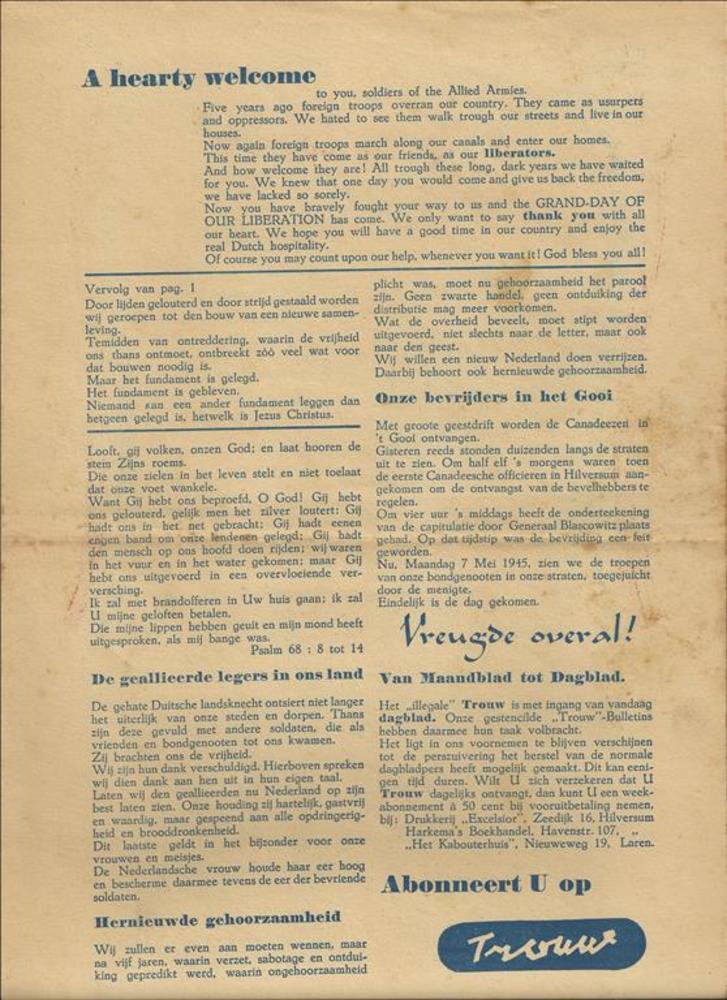 A hearty welcome
to you, soldiers of the Allied Armies.
Five years ago foreign troops overran our country. They came as usurpers
and oppressors. We hated to see them walk trough our streets and live in our
houses.
Now again foreign troops march along our canals and enter our homes.
This time they have come as our friends, as our liberators.
And how welcome they are! All trough these long, dark years we have waited
for you. We knew that one day you would come and give us back the freedom,
we have lacked so sorely.
Now you have bravely fought your way to us and the GRAND-DAY OF
OUR LIBERATION has come. We only want to say thank you with all
our heart. We hope you will have a good time in our country and enjoy the
real Dutch hospitality.
Of course you may count upon our help, whenever you want it! God bless you all!
Vervolg van pag. 1
Door lijden gelouterd en door strijd gestaald worden
wij geroepen tot den bouw van een nieuwe samen-
leving.
Temidden van ontreddering, waarin de vrijheid
ons thans ontmoet, ontbreekt zóó veel wat voor
dat bouwen noodig is.
Maar het fundament is gelegd.
Het fundament is gebleven.
Niemand kan een ander fundament leggen dan
hetgeen gelegd is, hetwelk is Jezus Christus.
Looft, gij volken, onzen God; en laat hooren de
stem Zijns roems.
Die onze zielen in het leven stelt en niet toelaat
dat onze voet wankele.
Want Gij hebt ons beproefd, O God! Gij hebt
ons gelouterd, gelijk men het zilver loutert; Gij
hadt ons in het net gebracht; Gij hadt eenen
engen band om onze lendenen gelegd; Gij hadt
den mensch op ons hoofd doen rijden; wij waren
in het vuur en in het water gekomen; maar Gij
hebt ons uitgevoerd in een overvloeiende ver-
versching.
Ik zal met brandofferen in Uw huis gaan; ik zal
U mijne geloften betalen,
Die mijne lippen hebben geuit en mijn mond heeft
uitgesproken, als mij bange was.
Psalm 68 : 8 tot 14
De geallieerde legers in ons land
De gehate Duitsche landsknecht ontsiert niet langer
het uiterlijk van onze steden en dorpen. Thans
zijn deze gevuld met andere soldaten, die als
vrienden en bondgenooten tot ons kwamen.
Zij brachten ons de vrijheid.
Wij zijn hun dank verschuldigd. Hierboven spreken
wij dien dank aan hen uit in hun eigen taal.
Laten wij den geallieerden nu Nederland op zijn
best laten zien. Onze houding zij hartelijk, gastvrij
en waardig, maar gespeend aan alle opdringerig-
heid en brooddronkenheid.
Dit laatste geldt in het bijzonder voor onze
vrouwen en meisjes.
De Nederlandsche vrouw houde haar eer hoog
en bescherme daarmee tevens de eer der bevriende
soldaten.
Hernieuwde gehoorzaamheid
Wij zullen er even aan moeten wennen, maar
na vijf jaren, waarin verzet, sabotage en ontdui-
king gepredikt werd, waarin ongehoorzaamheid
plicht was, moet nu gehoorzaamheid het parool
zijn. Geen zwarte handel, geen ontduiking der
distributie mag meer voorkomen.
Wat de overheid beveelt, moet stipt worden
uitgevoerd, niet slechts naar de letter, maar ook
naar den geest.
Wij willen een nieuw Nederland doen verrijzen.
Daarbij behoort ook hernieuwde gehoorzaamheid.
Onze bevrijders in het Gooi
Met groote geestdrift worden de Canadeezen in
't Gooi ontvangen.
Gisteren reeds stonden duizenden langs de straten
uit te zien. Om half elf 's morgens waren toen
de eerste Canadeesche officieren in Hilversum aan-
gekomen om de ontvangst van de bevelhebbers te
regelen.
Om vier uur 's middags heeft de onderteekening
van de capitulatie door Generaal Blascowitz plaats
gehad. Op dat tijdstip was de bevrijding een feit
geworden.
Nu, Maandag 7 Mei 1945, zien we de troepen
van onze bondgenooten in onze straten, toegejuicht
door de menigte.
Eindelijk is de dag gekomen.
Vreugde overal!
Van Maandblad tot Dagblad.
Het „illegale” Trouw is met ingang van vandaag
dagblad. Onze gestencilde „Trouw”-Bulletins
hebben daarmee hun taak volbracht.
Het ligt in ons voornemen te blijven verschijnen
tot de perszuivering het herstel van de normale
dagbladpers heeft mogelijk gemaakt. Dit kan eeni-
gen tijd duren. Wilt U zich verzekeren dat U
Trouw dagelijks ontvangt, dan kunt U een week-
abonnement à 50 cent bij vooruitbetaling nemen,
bij: Drukkerij „Excelsior”, Zeedijk 16, Hilversum
Harkema's Boekhandel, Havenstr. 107, „
„Het Kabouterhuis”, Nieuweweg 19, Laren.
Abonneert U op
Trouw